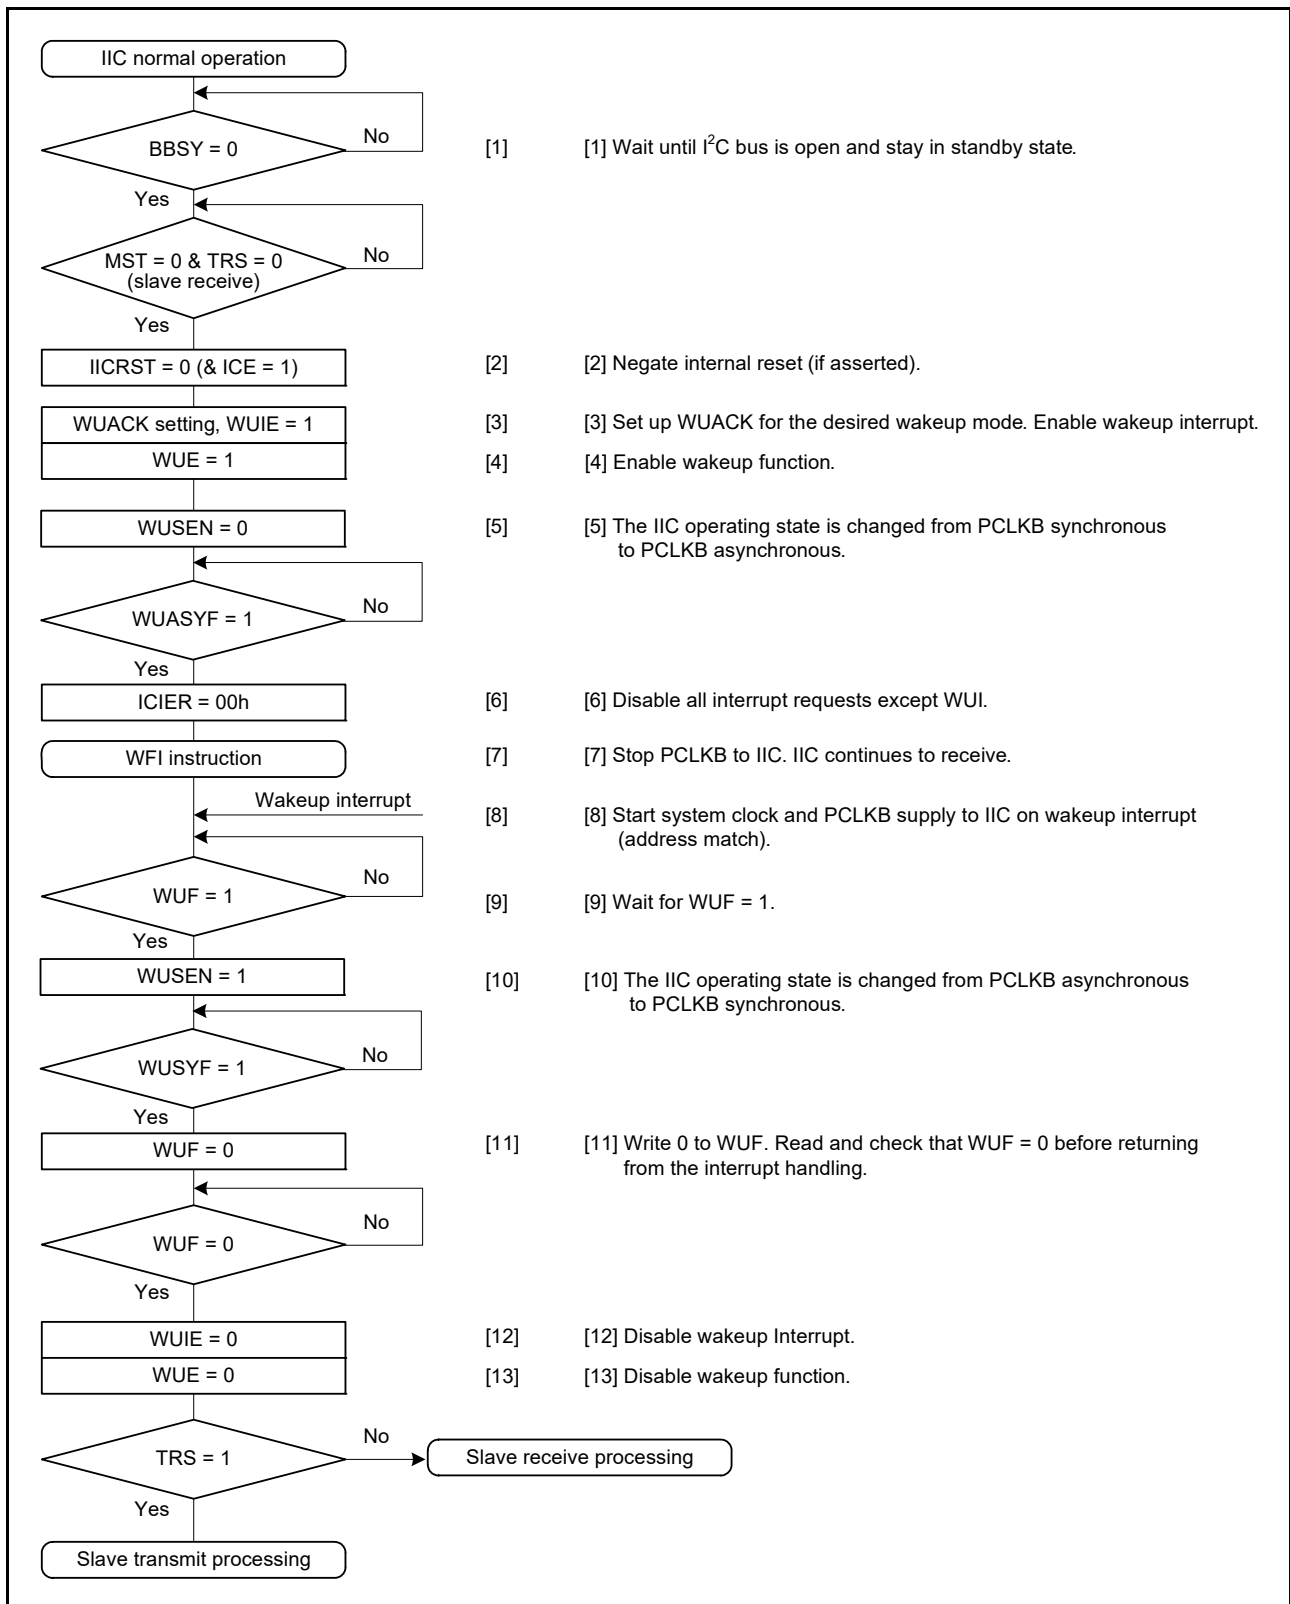 IIC normal operation
BBSY = 0
No
[1]
[1] Wait until I²C bus is open and stay in standby state.
Yes
MST = 0 & TRS = 0
(slave receive)
No
Yes
IICRST = 0 (& ICE = 1)
[2]
[2] Negate internal reset (if asserted).
WUACK setting, WUIE = 1
[3]
[3] Set up WUACK for the desired wakeup mode. Enable wakeup interrupt.
WUE = 1
[4]
[4] Enable wakeup function.
WUSEN = 0
[5]
[5] The IIC operating state is changed from PCLKB synchronous
to PCLKB asynchronous.
WUASYF = 1
No
Yes
ICIER = 00h
[6]
[6] Disable all interrupt requests except WUI.
WFI instruction
[7]
[7] Stop PCLKB to IIC. IIC continues to receive.
Wakeup interrupt
[8]
[8] Start system clock and PCLKB supply to IIC on wakeup interrupt
(address match).
WUF = 1
No
[9]
[9] Wait for WUF = 1.
Yes
WUSEN = 1
[10]
[10] The IIC operating state is changed from PCLKB asynchronous
to PCLKB synchronous.
WUSYF = 1
No
Yes
WUF = 0
[11]
[11] Write 0 to WUF. Read and check that WUF = 0 before returning
from the interrupt handling.
WUF = 0
No
Yes
WUIE = 0
[12]
[12] Disable wakeup Interrupt.
WUE = 0
[13]
[13] Disable wakeup function.
TRS = 1
No
Slave receive processing
Yes
Slave transmit processing